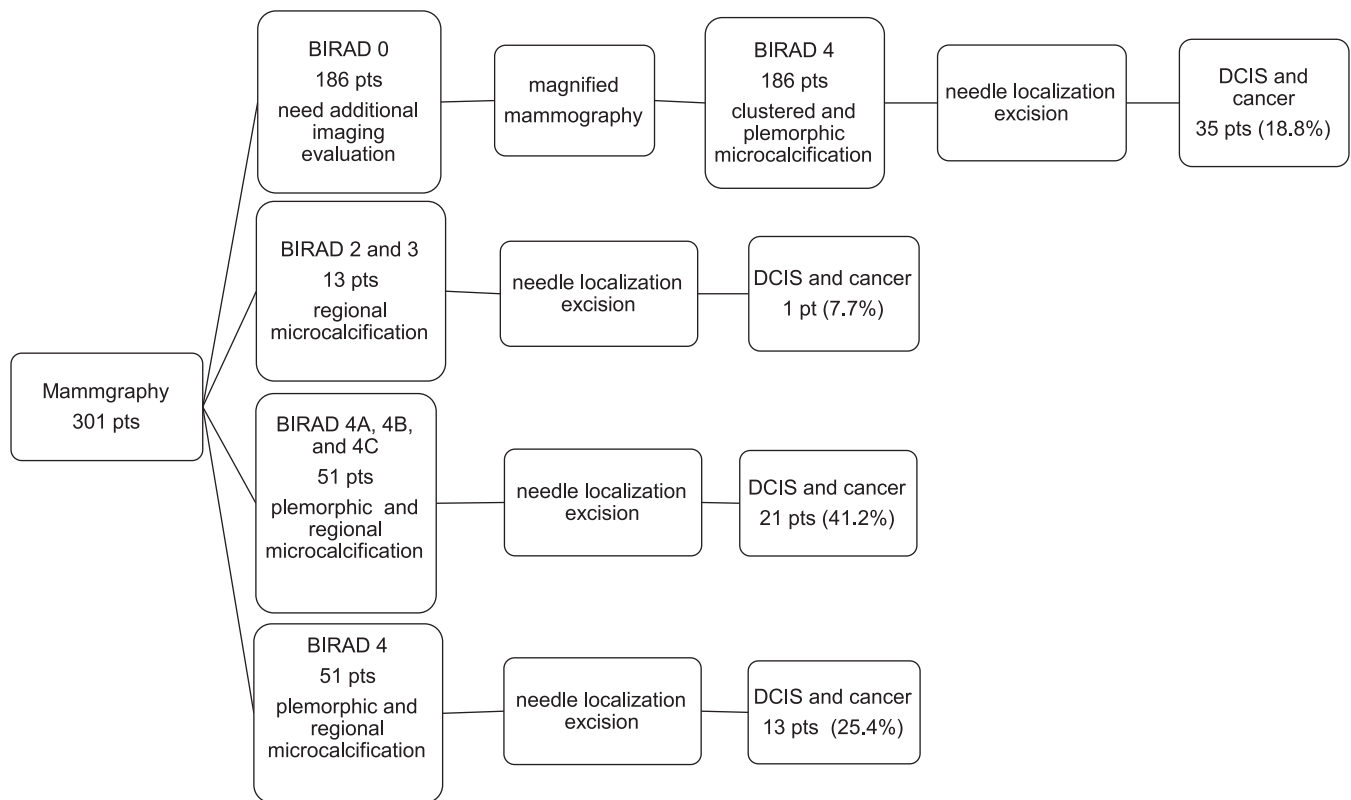 Mammgraphy
301 pts
BIRAD 0
186 pts
need additional
imaging
evaluation
magnified
mammography
BIRAD 4
186 pts
clustered and
plemorphic
microcalcification
needle localization
excision
DCIS and
cancer
35 pts (18.8%)
BIRAD 2 and 3
13 pts
regional
microcalcification
needle localization
excision
DCIS and cancer
1 pt (7.7%)
BIRAD 4A, 4B,
and 4C
51 pts
plemorphic and
regional
microcalcification
needle localization
excision
DCIS and cancer
21 pts (41.2%)
BIRAD 4
51 pts
plemorphic and
regional
microcalcification
needle localization
excision
DCIS and cancer
13 pts (25.4%)